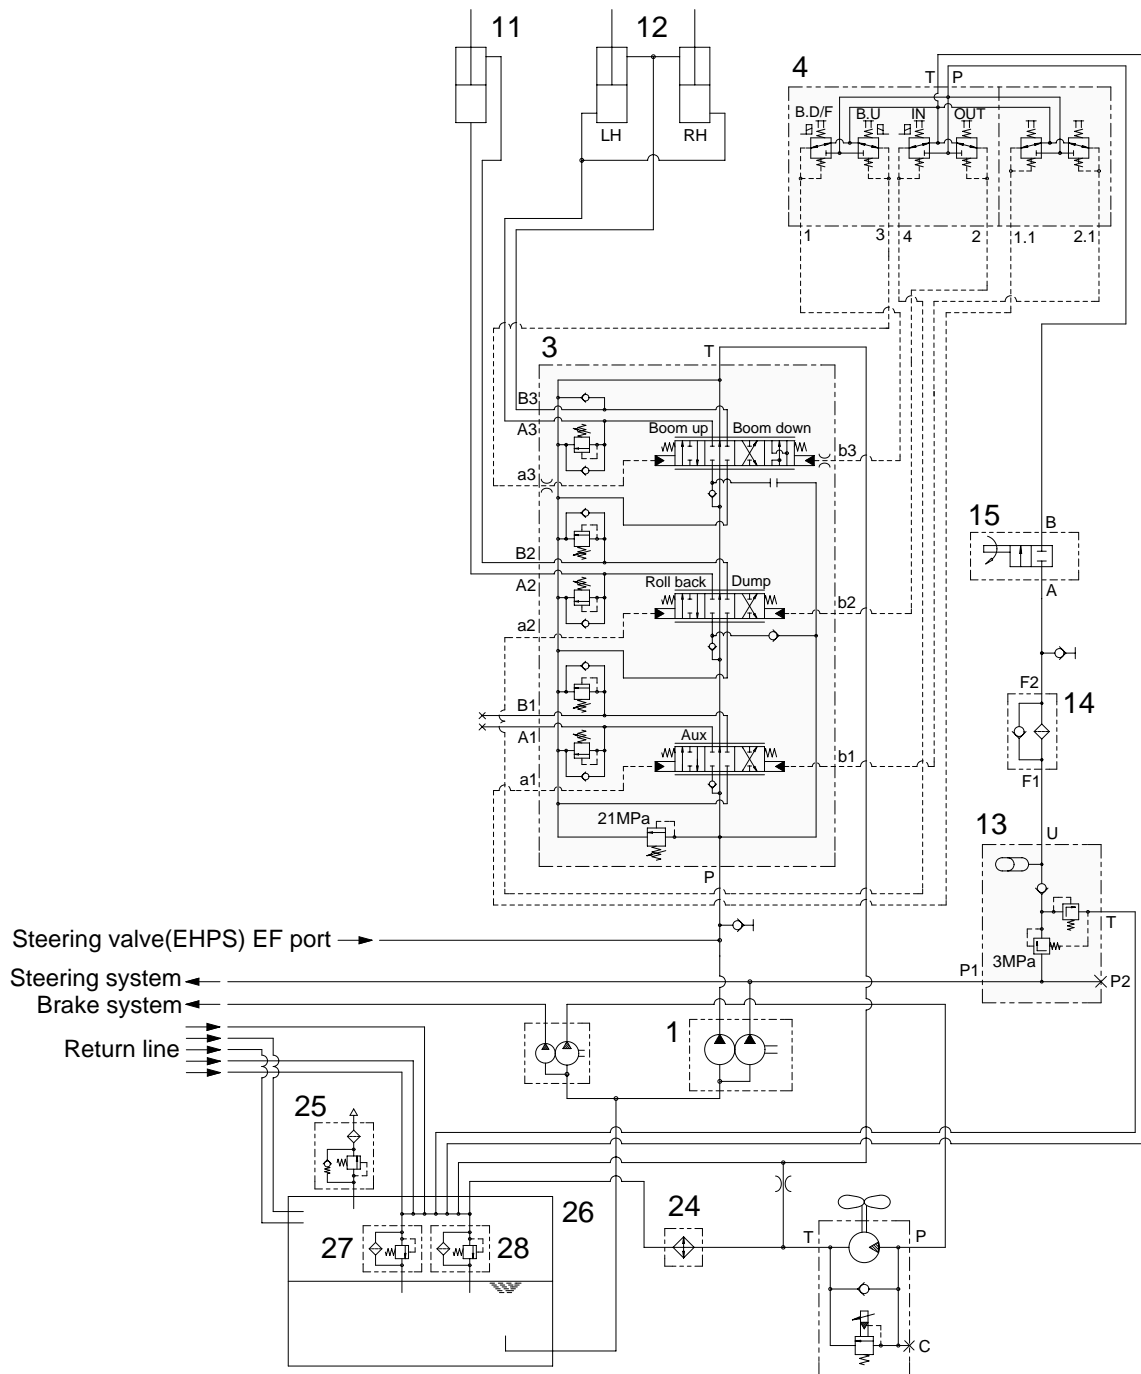 11
12
4
T P
B.D/F B.U IN OUT
LH RH
1 3 4 2 1.1 2.1
3
T
B3
A3
Boom up Boom down
a3
b3
15
B
A
B2
A2
Roll back Dump
a2
b2
F2
14
B1
A1
Aux
a1
b1
F1
21MPa
13
U
P
T
Steering valve(EHPS) EF port
3MPa
Steering system
P1
P2
Brake system
1
Return line
25
26
24
27
28
T
P
C